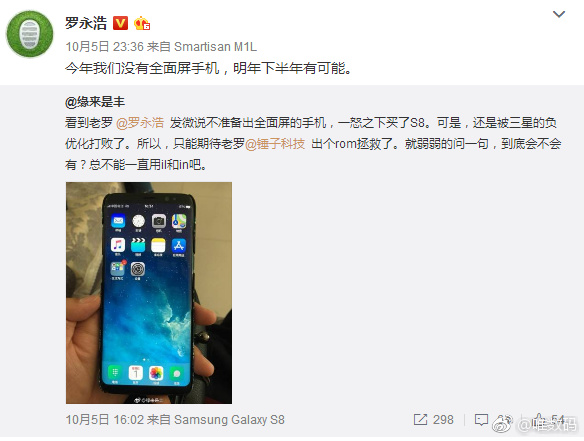 罗永浩 V
10月5日 23:36 来自 Smartisan M1L
今年我们没有全面屏手机，明年下半年有可能。
@缘来是丰
看到老罗 @罗永浩 发微说不准备出全面屏的手机，一怒之下买了S8。可是，还是被三星的负
优化打败了。所以，只能期待老罗@锤子科技 出个rom拯救了。就弱弱的问一句，到底会不会
有？总不能一直用il和in吧。
10月5日 16:02 来自 Samsung Galaxy S8
298
54